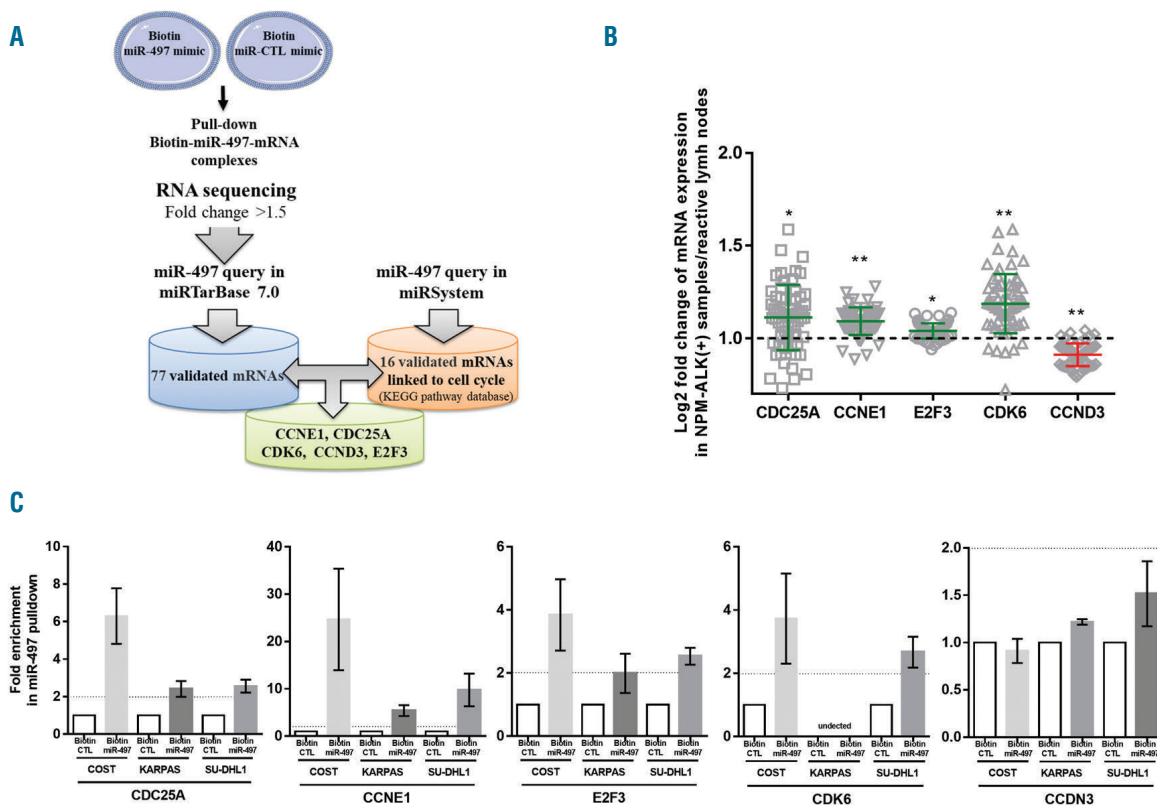 A
Biotin
miR-497 mimic
Biotin
miR-CTL mimic
Pull-down
Biotin-miR-497-mRNA
complexes
RNA sequencing
Fold change >1.5
miR-497 query in
miRTarBase 7.0
miR-497 query in
miRSystem
77 validated mRNAs
16 validated mRNAs
linked to cell cycle
(KEGG pathway database)
CCNE1, CDC25A
CDK6, CCND3, E2F3
B
Log2 fold change of mRNA expression
in NPM-ALK(+) samples/reactive lymh nodes
2.0
1.5
1.0
0.5
0.0
*
**
*
**
**
CDC25A
CCNE1
E2F3
CDK6
CCND3
C
Fold enrichment
in miR-497 pulldown
10
8
6
4
2
0
Biotin CTL
Biotin miR-497
Biotin CTL
Biotin miR-497
Biotin CTL
Biotin miR-497
COST
KARPAS
SU-DHL1
CDC25A
40
30
20
10
0
Biotin CTL
Biotin miR-497
Biotin CTL
Biotin miR-497
Biotin CTL
Biotin miR-497
COST
KARPAS
SU-DHL1
CCNE1
6
4
2
0
Biotin CTL
Biotin miR-497
Biotin CTL
Biotin miR-497
Biotin CTL
Biotin miR-497
COST
KARPAS
SU-DHL1
E2F3
6
4
2
0
undected
Biotin CTL
Biotin miR-497
Biotin CTL
Biotin miR-497
Biotin CTL
Biotin miR-497
COST
KARPAS
SU-DHL1
CDK6
2.0
1.5
1.0
0.5
0.0
Biotin CTL
Biotin miR-497
Biotin CTL
Biotin miR-497
Biotin CTL
Biotin miR-497
COST
KARPAS
SU-DHL1
CCDN3